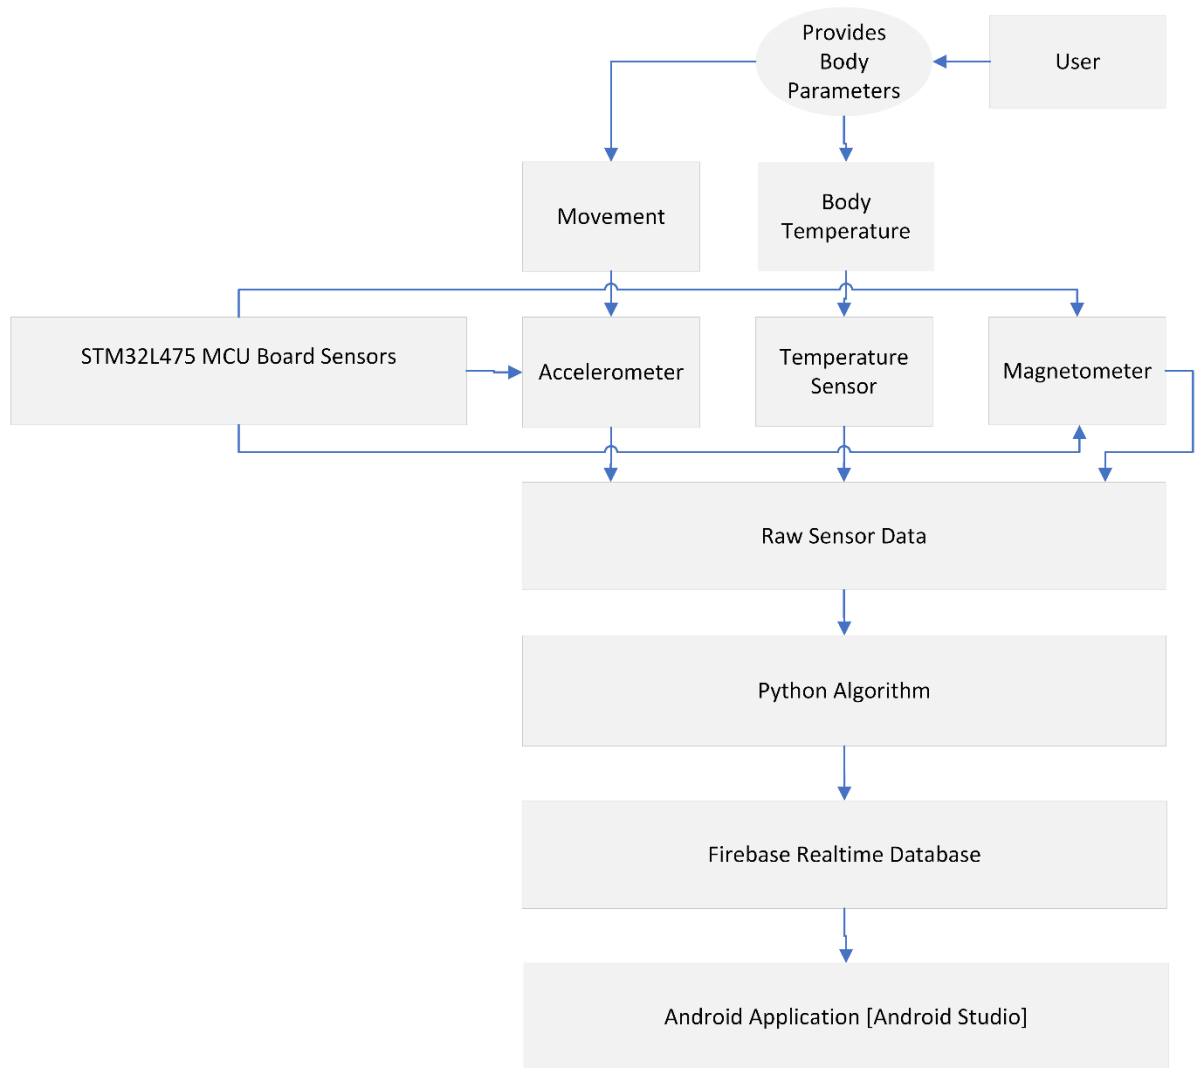 Provides
Body
Parameters
User
Movement
Body
Temperature
STM32L475 MCU Board Sensors
Accelerometer
Temperature
Sensor
Magnetometer
Raw Sensor Data
Python Algorithm
Firebase Realtime Database
Android Application [Android Studio]